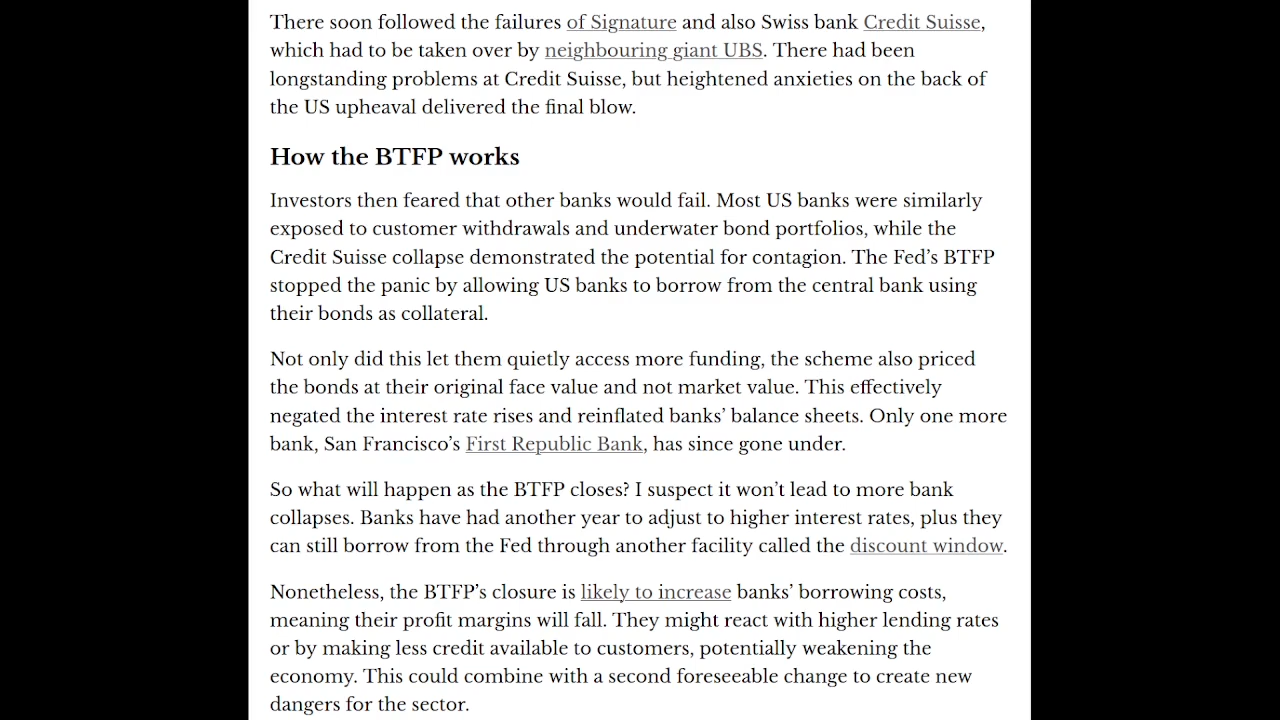 There soon followed the failures of Signature and also Swiss bank Credit Suisse,
which had to be taken over by neighbouring giant UBS. There had been
longstanding problems at Credit Suisse, but heightened anxieties on the back of
the US upheaval delivered the final blow.
How the BTFP works
Investors then feared that other banks would fail. Most US banks were similarly
exposed to customer withdrawals and underwater bond portfolios, while the
Credit Suisse collapse demonstrated the potential for contagion. The Fed’s BTFP
stopped the panic by allowing US banks to borrow from the central bank using
their bonds as collateral.
Not only did this let them quietly access more funding, the scheme also priced
the bonds at their original face value and not market value. This effectively
negated the interest rate rises and reinflated banks’ balance sheets. Only one more
bank, San Francisco’s First Republic Bank, has since gone under.
So what will happen as the BTFP closes? I suspect it won’t lead to more bank
collapses. Banks have had another year to adjust to higher interest rates, plus they
can still borrow from the Fed through another facility called the discount window.
Nonetheless, the BTFP’s closure is likely to increase banks’ borrowing costs,
meaning their profit margins will fall. They might react with higher lending rates
or by making less credit available to customers, potentially weakening the
economy. This could combine with a second foreseeable change to create new
dangers for the sector.